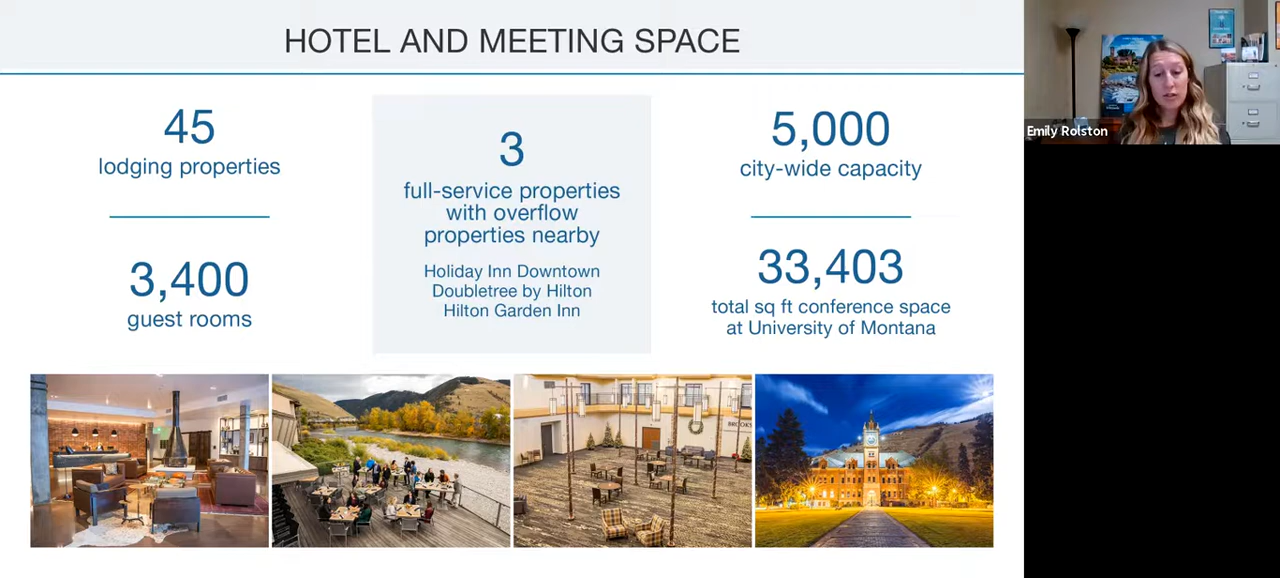 HOTEL AND MEETING SPACE
45
lodging properties
3,400
guest rooms
3
full-service properties
with overflow
properties nearby
Holiday Inn Downtown
Doubletree by Hilton
Hilton Garden Inn
5,000
city-wide capacity
33,403
total sq ft conference space
at University of Montana
Emily Rolston